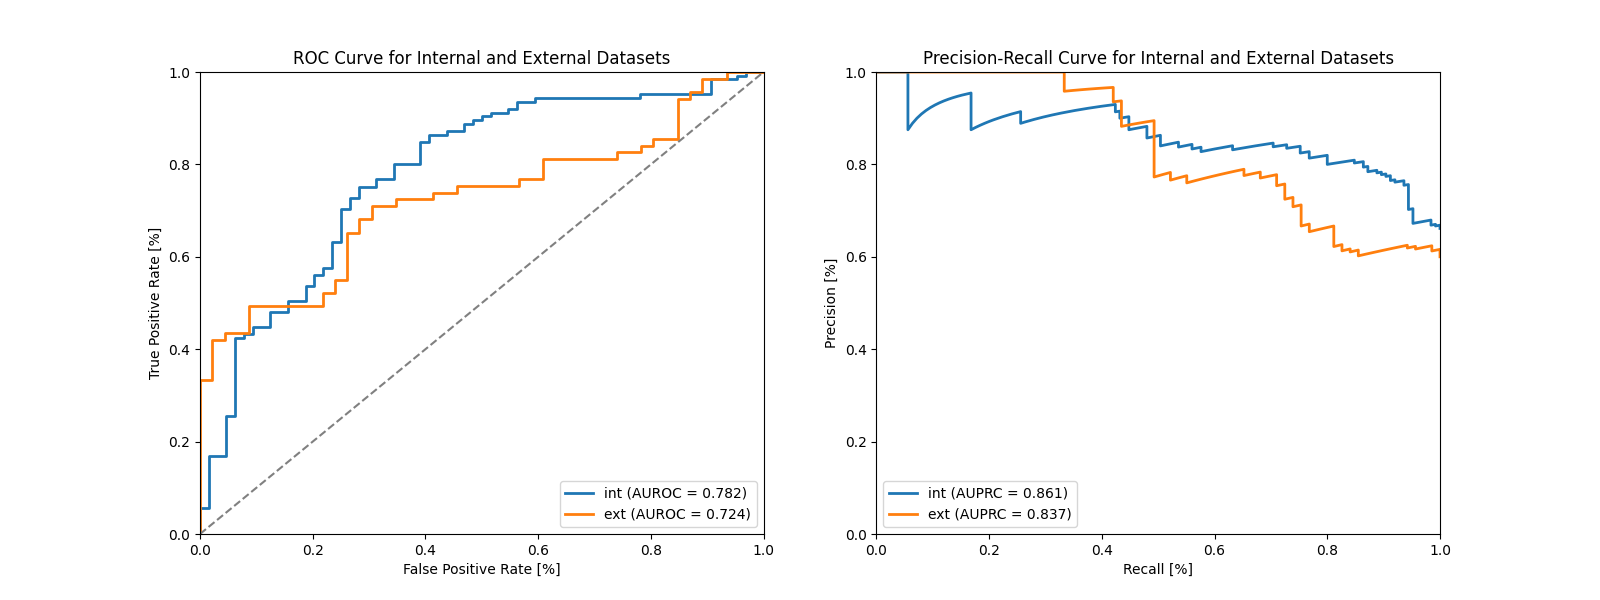 ROC Curve for Internal and External Datasets
True Positive Rate [%]
1.0
0.8
0.6
0.4
0.2
0.0
0.0 0.2 0.4 0.6 0.8 1.0
False Positive Rate [%]
int (AUROC = 0.782)
ext (AUROC = 0.724)
Precision-Recall Curve for Internal and External Datasets
Precision [%]
1.0
0.8
0.6
0.4
0.2
0.0
0.0 0.2 0.4 0.6 0.8 1.0
Recall [%]
int (AUPRC = 0.861)
ext (AUPRC = 0.837)